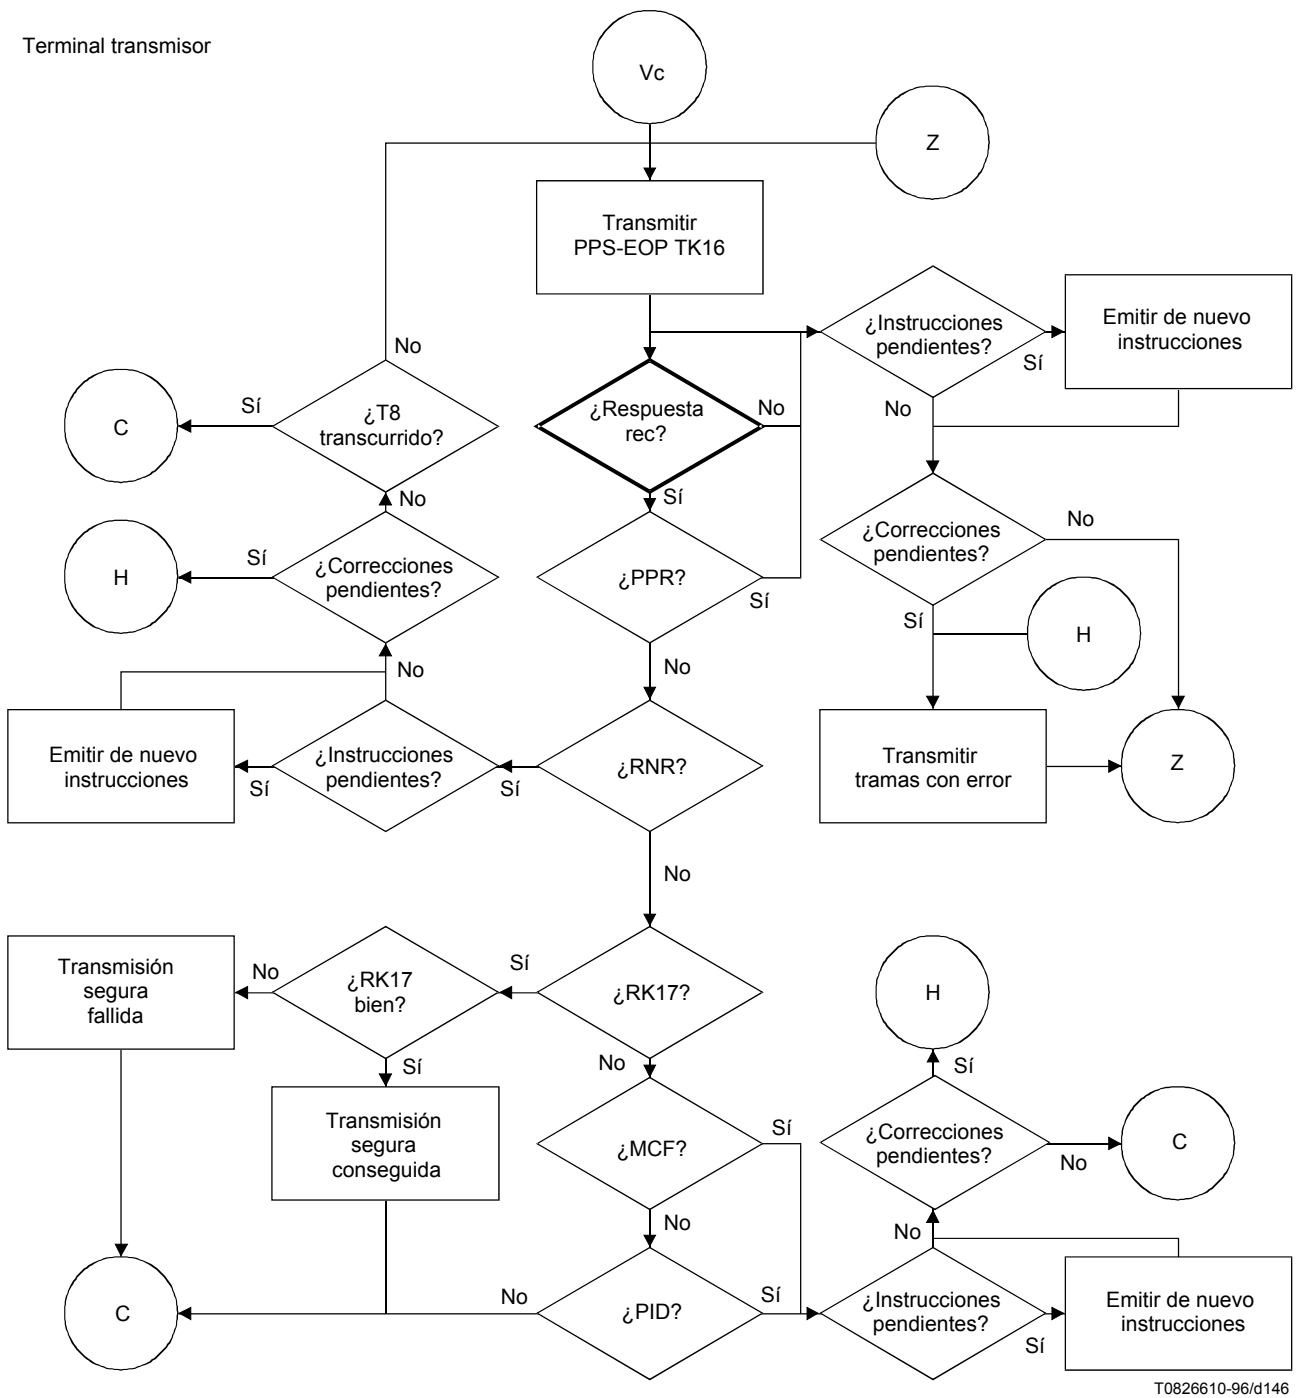 Terminal transmisor
Vc
Z
Transmitir
PPS-EOP TK16
¿Instrucciones
pendientes?
Sí
Emitir de nuevo
instrucciones
No
No
Sí
C
¿T8
transcurrido?
¿Respuesta
rec?
No
No
Sí
No
¿Correcciones
pendientes?
No
Sí
H
¿Correcciones
pendientes?
¿PPR?
Sí
Sí
H
No
No
Emitir de nuevo
instrucciones
Sí
¿Instrucciones
pendientes?
Sí
¿RNR?
Transmitir
tramas con error
Z
No
Transmisión
segura
fallida
No
¿RK17
bien?
Sí
¿RK17?
H
Sí
No
Sí
Transmisión
segura
conseguida
¿MCF?
Sí
¿Correcciones
pendientes?
No
C
No
No
C
No
¿PID?
Sí
¿Instrucciones
pendientes?
Sí
Emitir de nuevo
instrucciones
T0826610-96/d146